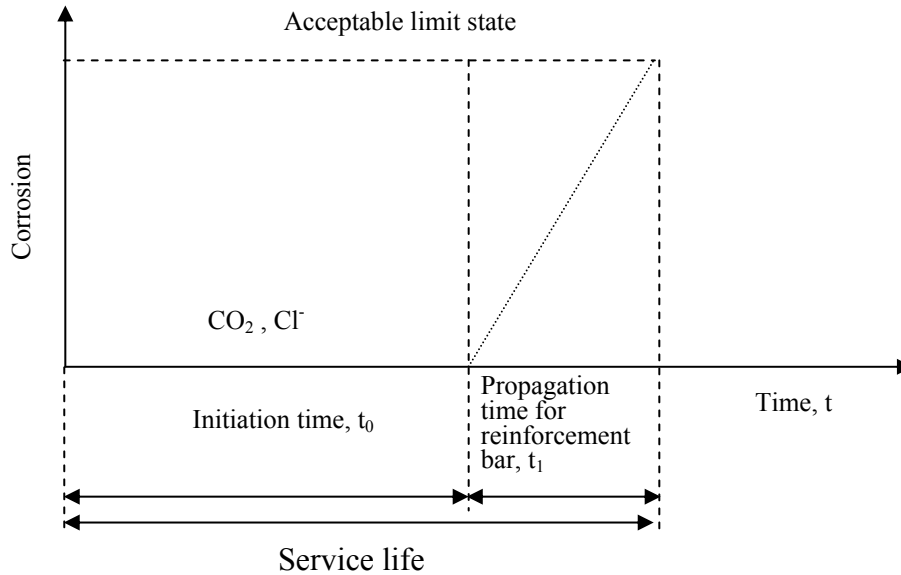 Acceptable limit state
Corrosion
CO₂ , Cl⁻
Initiation time, t₀
Propagation
time for
reinforcement
bar, t₁
Time, t
Service life